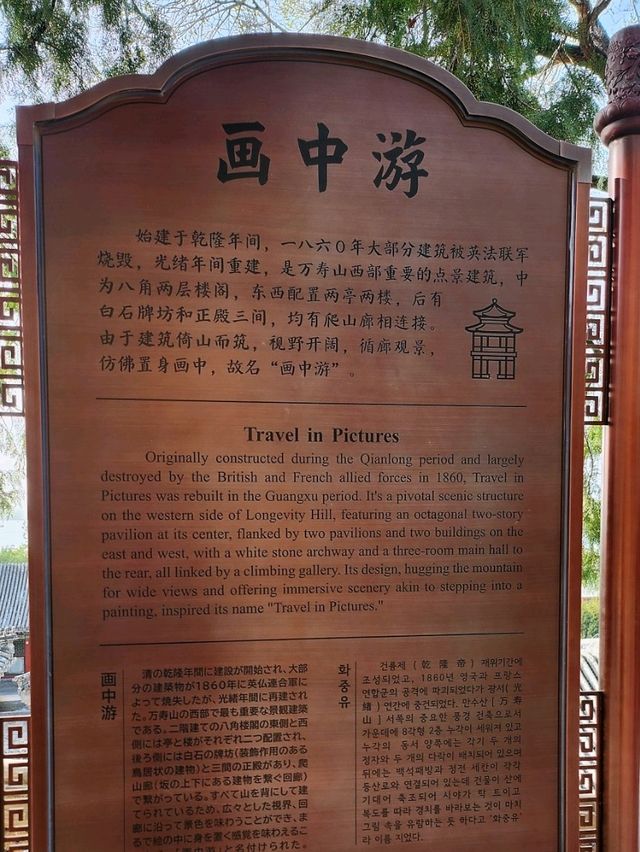 画中游
始建于乾隆年间，一八六〇年大部分建筑被英法联军
烧毁，光绪年间重建，是万寿山西部重要的点景建筑，中
为八角两层楼阁，东西配置两亭两楼，后有
白石牌坊和正殿三间，均有爬山廊相连接。
由于建筑倚山而筑，视野开阔，循廊观景，
仿佛置身画中，故名“画中游”。
Travel in Pictures
Originally constructed during the Qianlong period and largely
destroyed by the British and French allied forces in 1860, Travel in
Pictures was rebuilt in the Guangxu period. It's a pivotal scenic structure
on the western side of Longevity Hill, featuring an octagonal two-story
pavilion at its center, flanked by two pavilions and two buildings on the
east and west, with a white stone archway and a three-room main hall to
the rear, all linked by a climbing gallery. Its design, hugging the mountain
for wide views and offering immersive scenery akin to stepping into a
painting, inspired its name "Travel in Pictures."
画中游
清の乾隆年間に建設が開始され、大部
分の建築物が1860年に英仏連合軍に
よって焼失したが、光緒年間に再建され
た。万寿山の西部で最も重要な景観建築
である。二階建ての八角楼閣の東側と西
側には亭と楼がそれぞれ二つ配置され、
後ろ側には白石の牌坊(装飾作用のある
鳥居状の建物)と三間の正殿があり、爬
山廊(坂の上下にある建物を繋ぐ回廊)
で繋がっている。すべて山を背にして建
てられているため、広々とした視界、回
廊に沿って景色を味わうことができ、ま
るで絵の中に身を置く感覚を味わえるこ
화중유
건륭제 (乾隆帝) 재위기간에
조성되었고, 1860년 영국과 프랑스
연합군의 공격에 파괴되었다가 광서(光
緒) 연간에 중건되었다. 만수산 [万寿
山] 서쪽의 중요한 풍경 건축으로서
가운데에 8각형 2층 누각이 세워져 있고
누각의 동서 양쪽에는 각기 두 개의
정자와 두 개의 다락이 배치되어 있으며
뒤에는 백석패방과 정전 세칸이 각각
등산로와 연결되어 있는데 건물이 산에
기대어 축조되어 시야가 탁 트이고
복도를 따라 경치를 바라보는 것이 마치
그림 속을 유람하는 듯 하다고 '화중유'
라 이름 지었다.